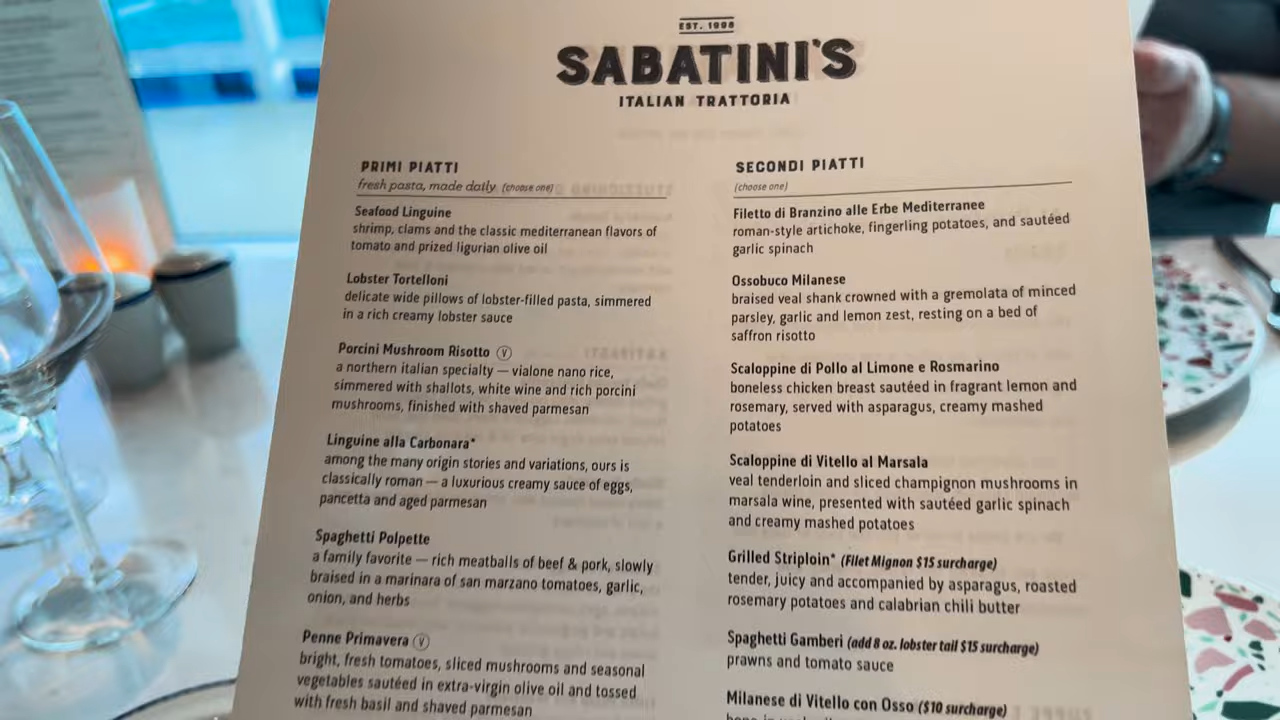 EST. 1998
SABATINI'S
ITALIAN TRATTORIA
PRIMI PIATTI
fresh pasta, made daily (choose one)
Seafood Linguine
shrimp, clams and the classic mediterranean flavors of
tomato and prized ligurian olive oil
Lobster Tortelloni
delicate wide pillows of lobster-filled pasta, simmered
in a rich creamy lobster sauce
Porcini Mushroom Risotto Ⓥ
a northern italian specialty — vialone nano rice,
simmered with shallots, white wine and rich porcini
mushrooms, finished with shaved parmesan
Linguine alla Carbonara*
among the many origin stories and variations, ours is
classically roman — a luxurious creamy sauce of eggs,
pancetta and aged parmesan
Spaghetti Polpette
a family favorite — rich meatballs of beef & pork, slowly
braised in a marinara of san marzano tomatoes, garlic,
onion, and herbs
Penne Primavera Ⓥ
bright, fresh tomatoes, sliced mushrooms and seasonal
vegetables sautéed in extra-virgin olive oil and tossed
with fresh basil and shaved parmesan
SECONDI PIATTI
(choose one)
Filetto di Branzino alle Erbe Mediterranee
roman-style artichoke, fingerling potatoes, and sautéed
garlic spinach
Ossobuco Milanese
braised veal shank crowned with a gremolata of minced
parsley, garlic and lemon zest, resting on a bed of
saffron risotto
Scaloppine di Pollo al Limone e Rosmarino
boneless chicken breast sautéed in fragrant lemon and
rosemary, served with asparagus, creamy mashed
potatoes
Scaloppine di Vitello al Marsala
veal tenderloin and sliced champignon mushrooms in
marsala wine, presented with sautéed garlic spinach
and creamy mashed potatoes
Grilled Striploin* (Filet Mignon $15 surcharge)
tender, juicy and accompanied by asparagus, roasted
rosemary potatoes and calabrian chili butter
Spaghetti Gamberi (add 8 oz. lobster tail $15 surcharge)
prawns and tomato sauce
Milanese di Vitello con Osso ($10 surcharge)